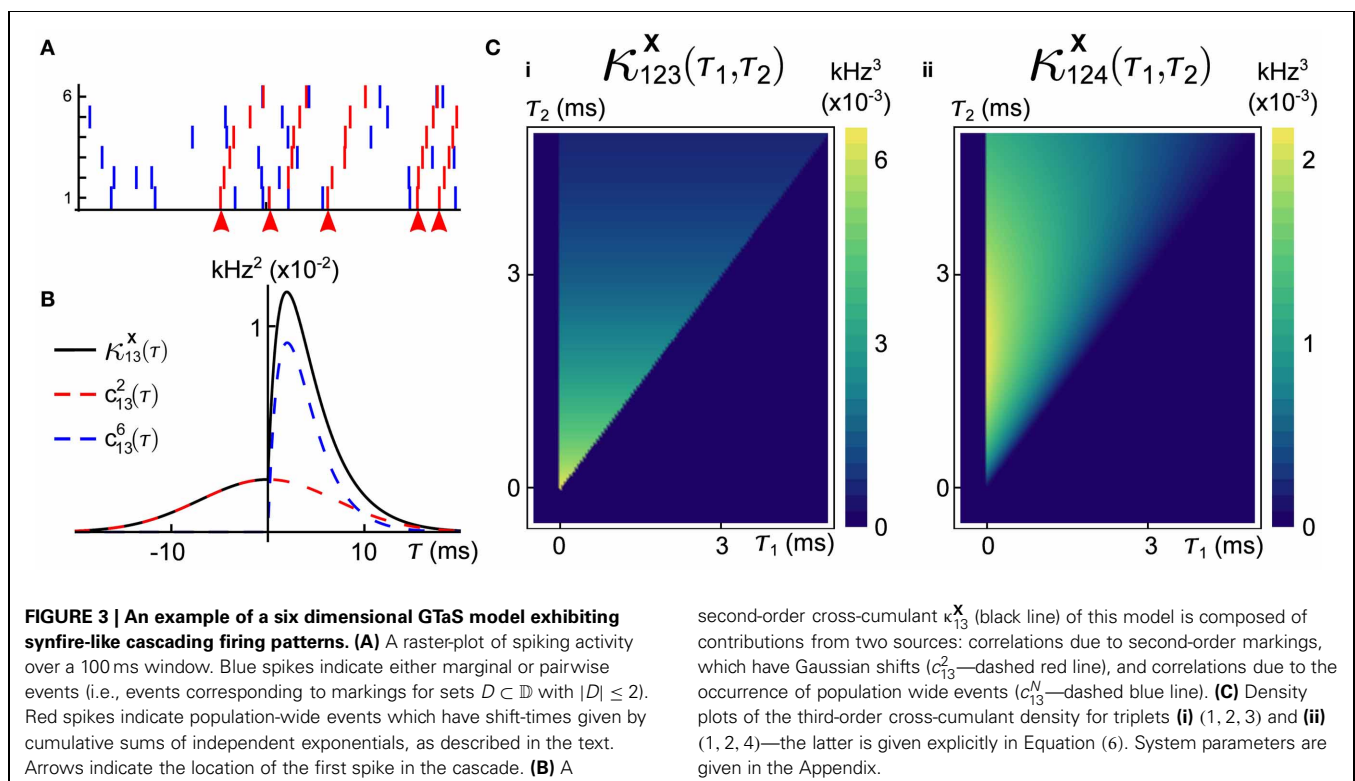 A
6
1
B
kHz² (x10⁻²)
1
κ₁₃ˣ(τ)
c₁₃²(τ)
c₁₃⁶(τ)
-10
10
τ (ms)
C
i
κ₁₂₃ˣ(τ₁,τ₂)
kHz³
(x10⁻³)
τ₂ (ms)
3
0
0
3
τ₁ (ms)
6
3
0
ii
κ₁₂₄ˣ(τ₁,τ₂)
kHz³
(x10⁻³)
τ₂ (ms)
3
0
0
3
τ₁ (ms)
2
1
0
FIGURE 3 | An example of a six dimensional GTaS model exhibiting
synfire-like cascading firing patterns. (A) A raster-plot of spiking activity
over a 100 ms window. Blue spikes indicate either marginal or pairwise
events (i.e., events corresponding to markings for sets D ⊂ 𝔻 with |D| ≤ 2).
Red spikes indicate population-wide events which have shift-times given by
cumulative sums of independent exponentials, as described in the text.
Arrows indicate the location of the first spike in the cascade. (B) A
second-order cross-cumulant κ₁₃ˣ (black line) of this model is composed of
contributions from two sources: correlations due to second-order markings,
which have Gaussian shifts (c₁₃²—dashed red line), and correlations due to the
occurrence of population wide events (c₁₃ᴺ—dashed blue line). (C) Density
plots of the third-order cross-cumulant density for triplets (i) (1, 2, 3) and (ii)
(1, 2, 4)—the latter is given explicitly in Equation (6). System parameters are
given in the Appendix.